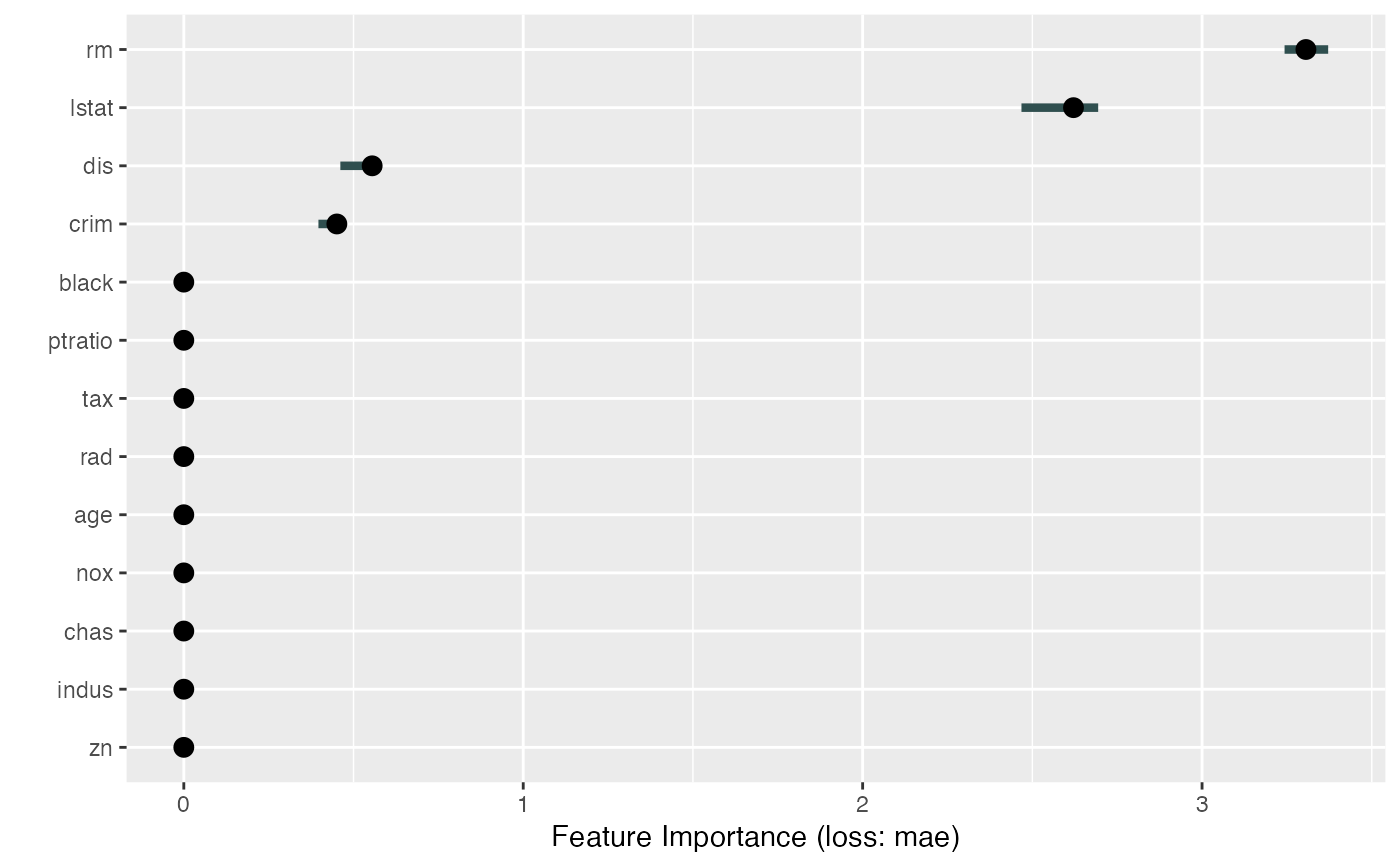 rm
lstat
dis
crim
black
ptratio
tax
rad
age
nox
chas
indus
zn
0 1 2 3
Feature Importance (loss: mae)